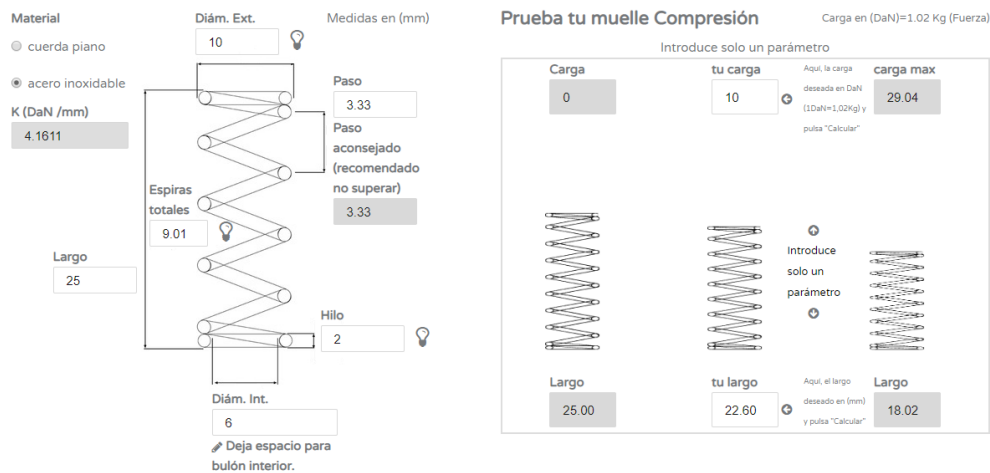 Material
cuerda piano
acero inoxidable
K (DaN /mm)
4.1611
Diám. Ext.
10
Medidas en (mm)
Paso
3.33
Paso
aconsejado
(recomendado
no superar)
3.33
Espiras
totales
9.01
Largo
25
Hilo
2
Diám. Int.
6
Deja espacio para
bulón interior.
Prueba tu muelle Compresión
Carga en (DaN)=1.02 Kg (Fuerza)
Introduce solo un parámetro
Carga
0
tu carga
10
Aqui, la carga
deseada en DaN
(1DaN=1,02Kg) y
pulsa "Calcular"
carga max
29.04
Introduce
solo un
parámetro
Largo
25.00
tu largo
22.60
Aqui, el largo
deseado en (mm)
y pulsa "Calcular"
Largo
18.02